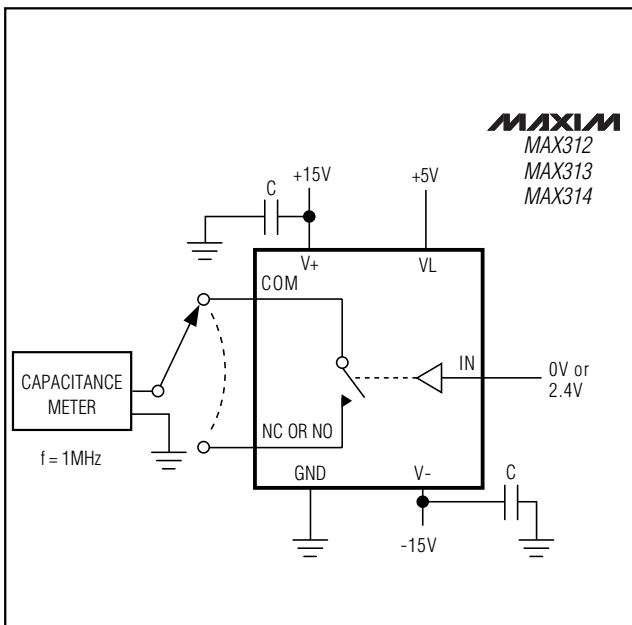 MAXIM
MAX312
MAX313
MAX314
+15V
+5V
C
V+
VL
COM
IN
0V or
2.4V
CAPACITANCE
METER
NC OR NO
f = 1MHz
GND
V-
C
-15V